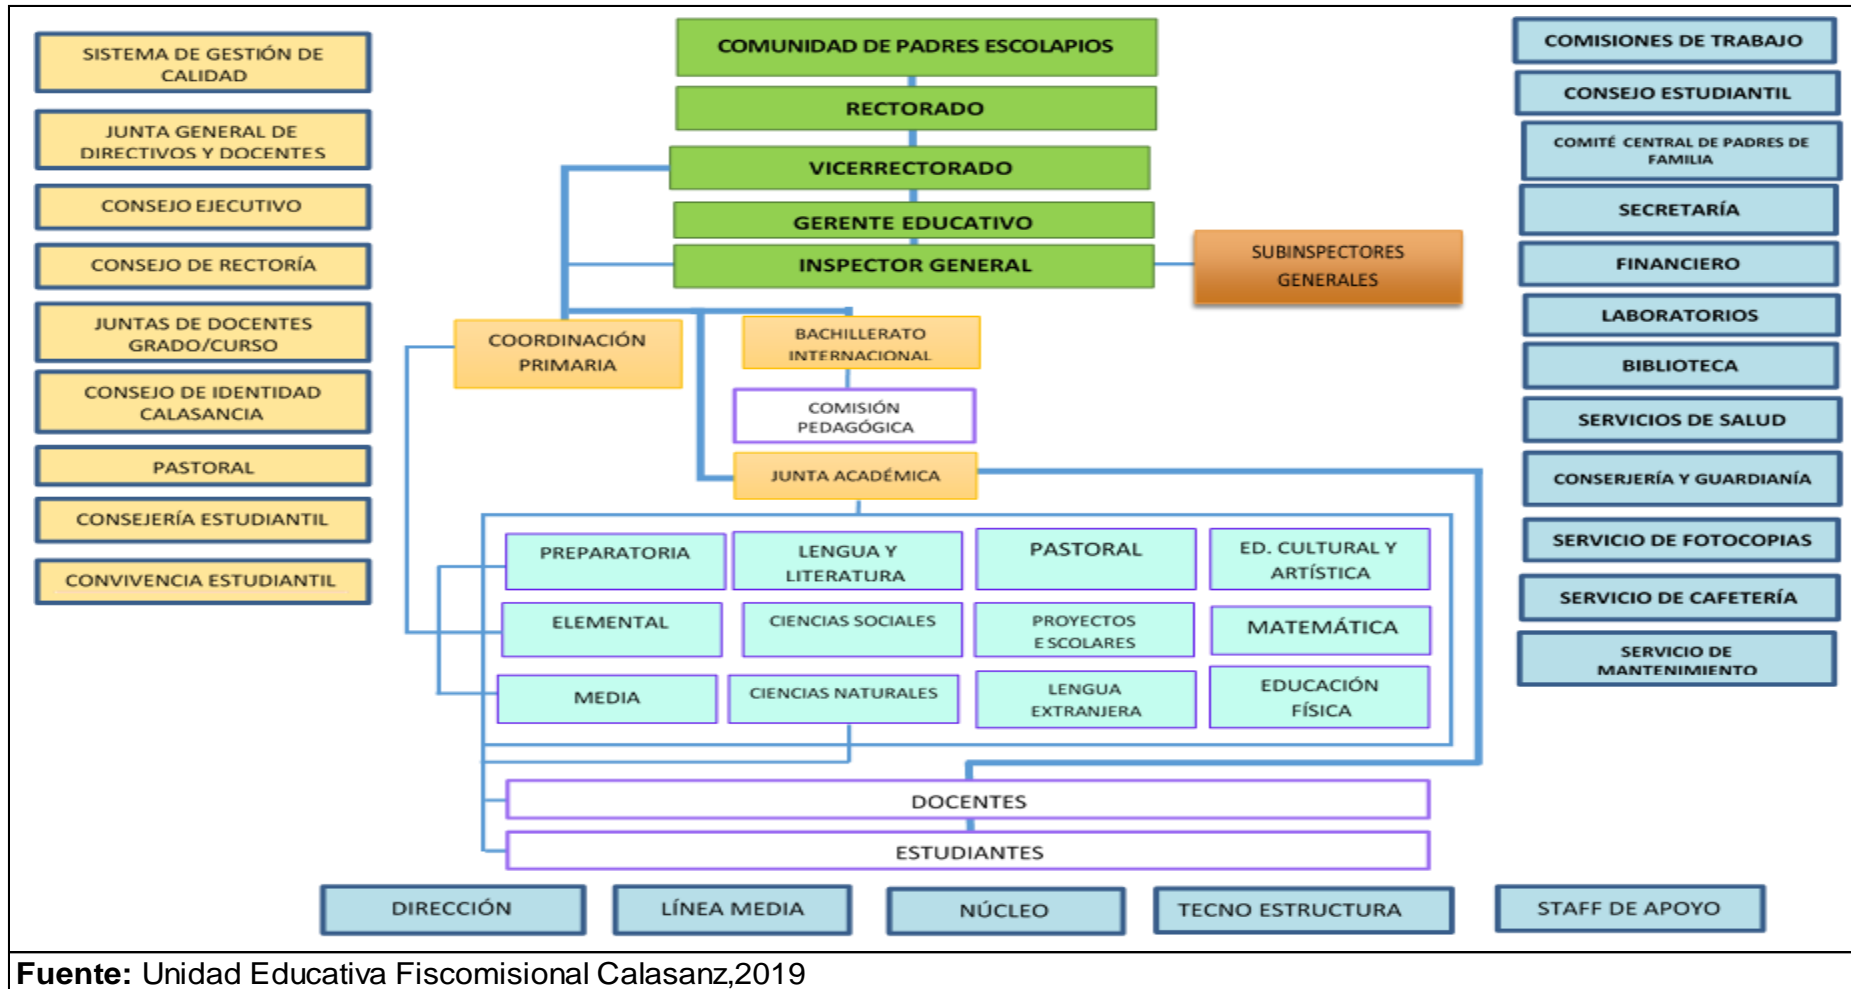 SISTEMA DE GESTIÓN DE
CALIDAD
JUNTA GENERAL DE
DIRECTIVOS Y DOCENTES
CONSEJO EJECUTIVO
CONSEJO DE RECTORÍA
JUNTAS DE DOCENTES
GRADO/CURSO
CONSEJO DE IDENTIDAD
CALASANCIA
PASTORAL
CONSEJERÍA ESTUDIANTIL
CONVIVENCIA ESTUDIANTIL
COMUNIDAD DE PADRES ESCOLAPIOS
RECTORADO
VICERRECTORADO
GERENTE EDUCATIVO
INSPECTOR GENERAL
SUBINSPECTORES
GENERALES
COORDINACIÓN
PRIMARIA
BACHILLERATO
INTERNACIONAL
COMISIÓN
PEDAGÓGICA
JUNTA ACADÉMICA
PREPARATORIA
LENGUA Y
LITERATURA
PASTORAL
ED. CULTURAL Y
ARTÍSTICA
ELEMENTAL
CIENCIAS SOCIALES
PROYECTOS
ESCOLARES
MATEMÁTICA
MEDIA
CIENCIAS NATURALES
LENGUA
EXTRANJERA
EDUCACIÓN
FÍSICA
DOCENTES
ESTUDIANTES
COMISIONES DE TRABAJO
CONSEJO ESTUDIANTIL
COMITÉ CENTRAL DE PADRES DE
FAMILIA
SECRETARÍA
FINANCIERO
LABORATORIOS
BIBLIOTECA
SERVICIOS DE SALUD
CONSERJERÍA Y GUARDIANÍA
SERVICIO DE FOTOCOPIAS
SERVICIO DE CAFETERÍA
SERVICIO DE
MANTENIMIENTO
DIRECCIÓN
LÍNEA MEDIA
NÚCLEO
TECNO ESTRUCTURA
STAFF DE APOYO
Fuente: Unidad Educativa Fiscomisional Calasanz,2019